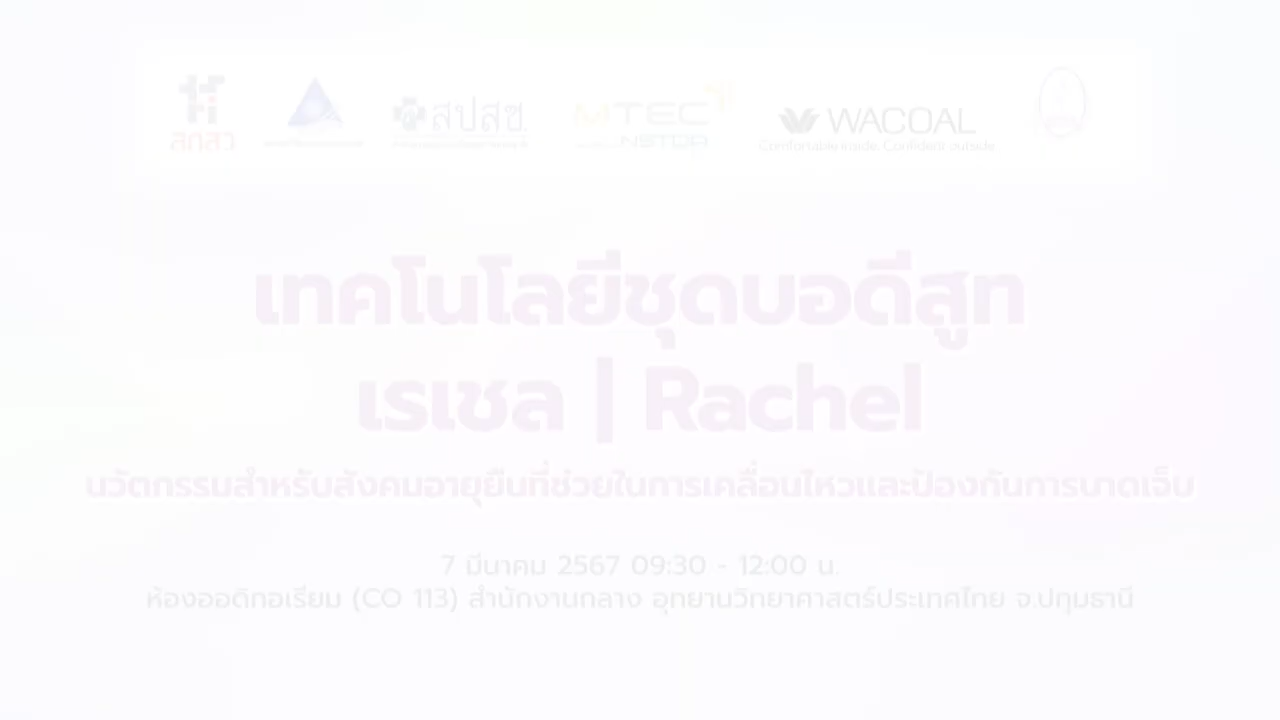 สกสว
สปสช.
MTEC
NSTDA
WACOAL
Comfortable inside. Confident outside
เทคโนโลยีชุดบอดีสูท
เรเชล | Rachel
นวัตกรรมสำหรับสังคมอายุยืนที่ช่วยในการเคลื่อนไหวและป้องกันการบาดเจ็บ
7 มีนาคม 2567 09:30 - 12:00 น.
ห้องออดิทอเรียม (CO 113) สำนักงานกลาง อุทยานวิทยาศาสตร์ประเทศไทย จ.ปทุมธานี